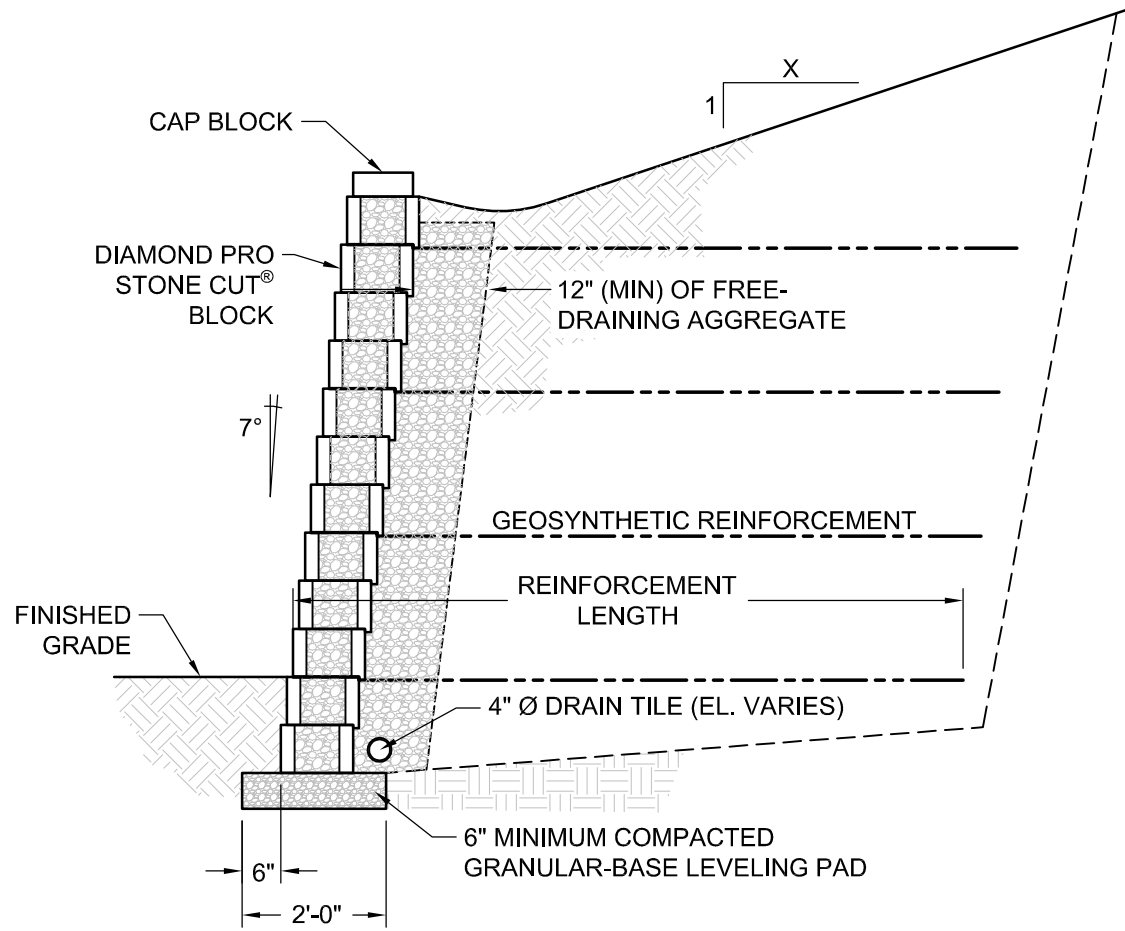 X
1
CAP BLOCK
DIAMOND PRO
STONE CUT®
BLOCK
12" (MIN) OF FREE-
DRAINING AGGREGATE
7°
GEOSYNTHETIC REINFORCEMENT
REINFORCEMENT
LENGTH
FINISHED
GRADE
4" Ø DRAIN TILE (EL. VARIES)
6" MINIMUM COMPACTED
GRANULAR-BASE LEVELING PAD
6"
2'-0"